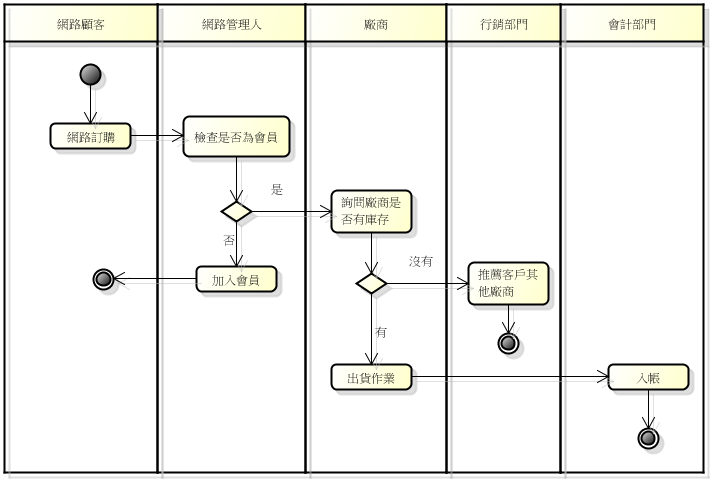 網路顧客
網路管理人
廠商
行銷部門
會計部門
網路訂購
檢查是否為會員
是
詢問廠商是
否有庫存
否
沒有
加入會員
推薦客戶其
他廠商
有
出貨作業
入帳